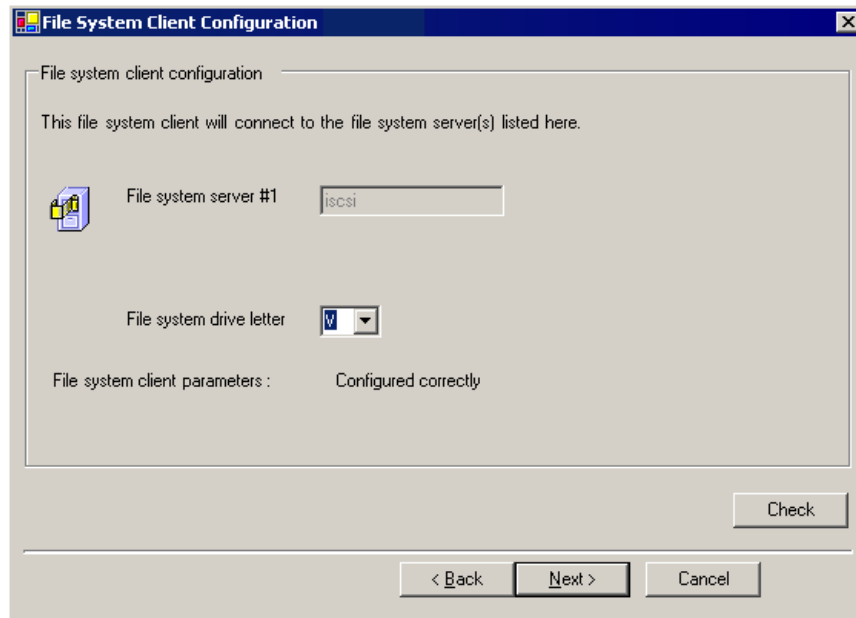 File System Client Configuration
File system client configuration
This file system client will connect to the file system server(s) listed here.
File system server #1
iscsi
File system drive letter
V
File system client parameters :
Configured correctly
Check
< Back
Next >
Cancel